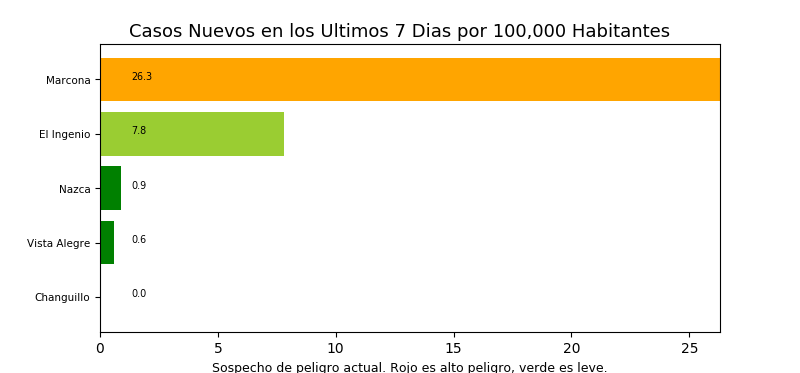 Casos Nuevos en los Ultimos 7 Dias por 100,000 Habitantes
Marcona 26.3
El Ingenio 7.8
Nazca 0.9
Vista Alegre 0.6
Changuillo 0.0
0 5 10 15 20 25
Sospecho de peligro actual. Rojo es alto peligro, verde es leve.